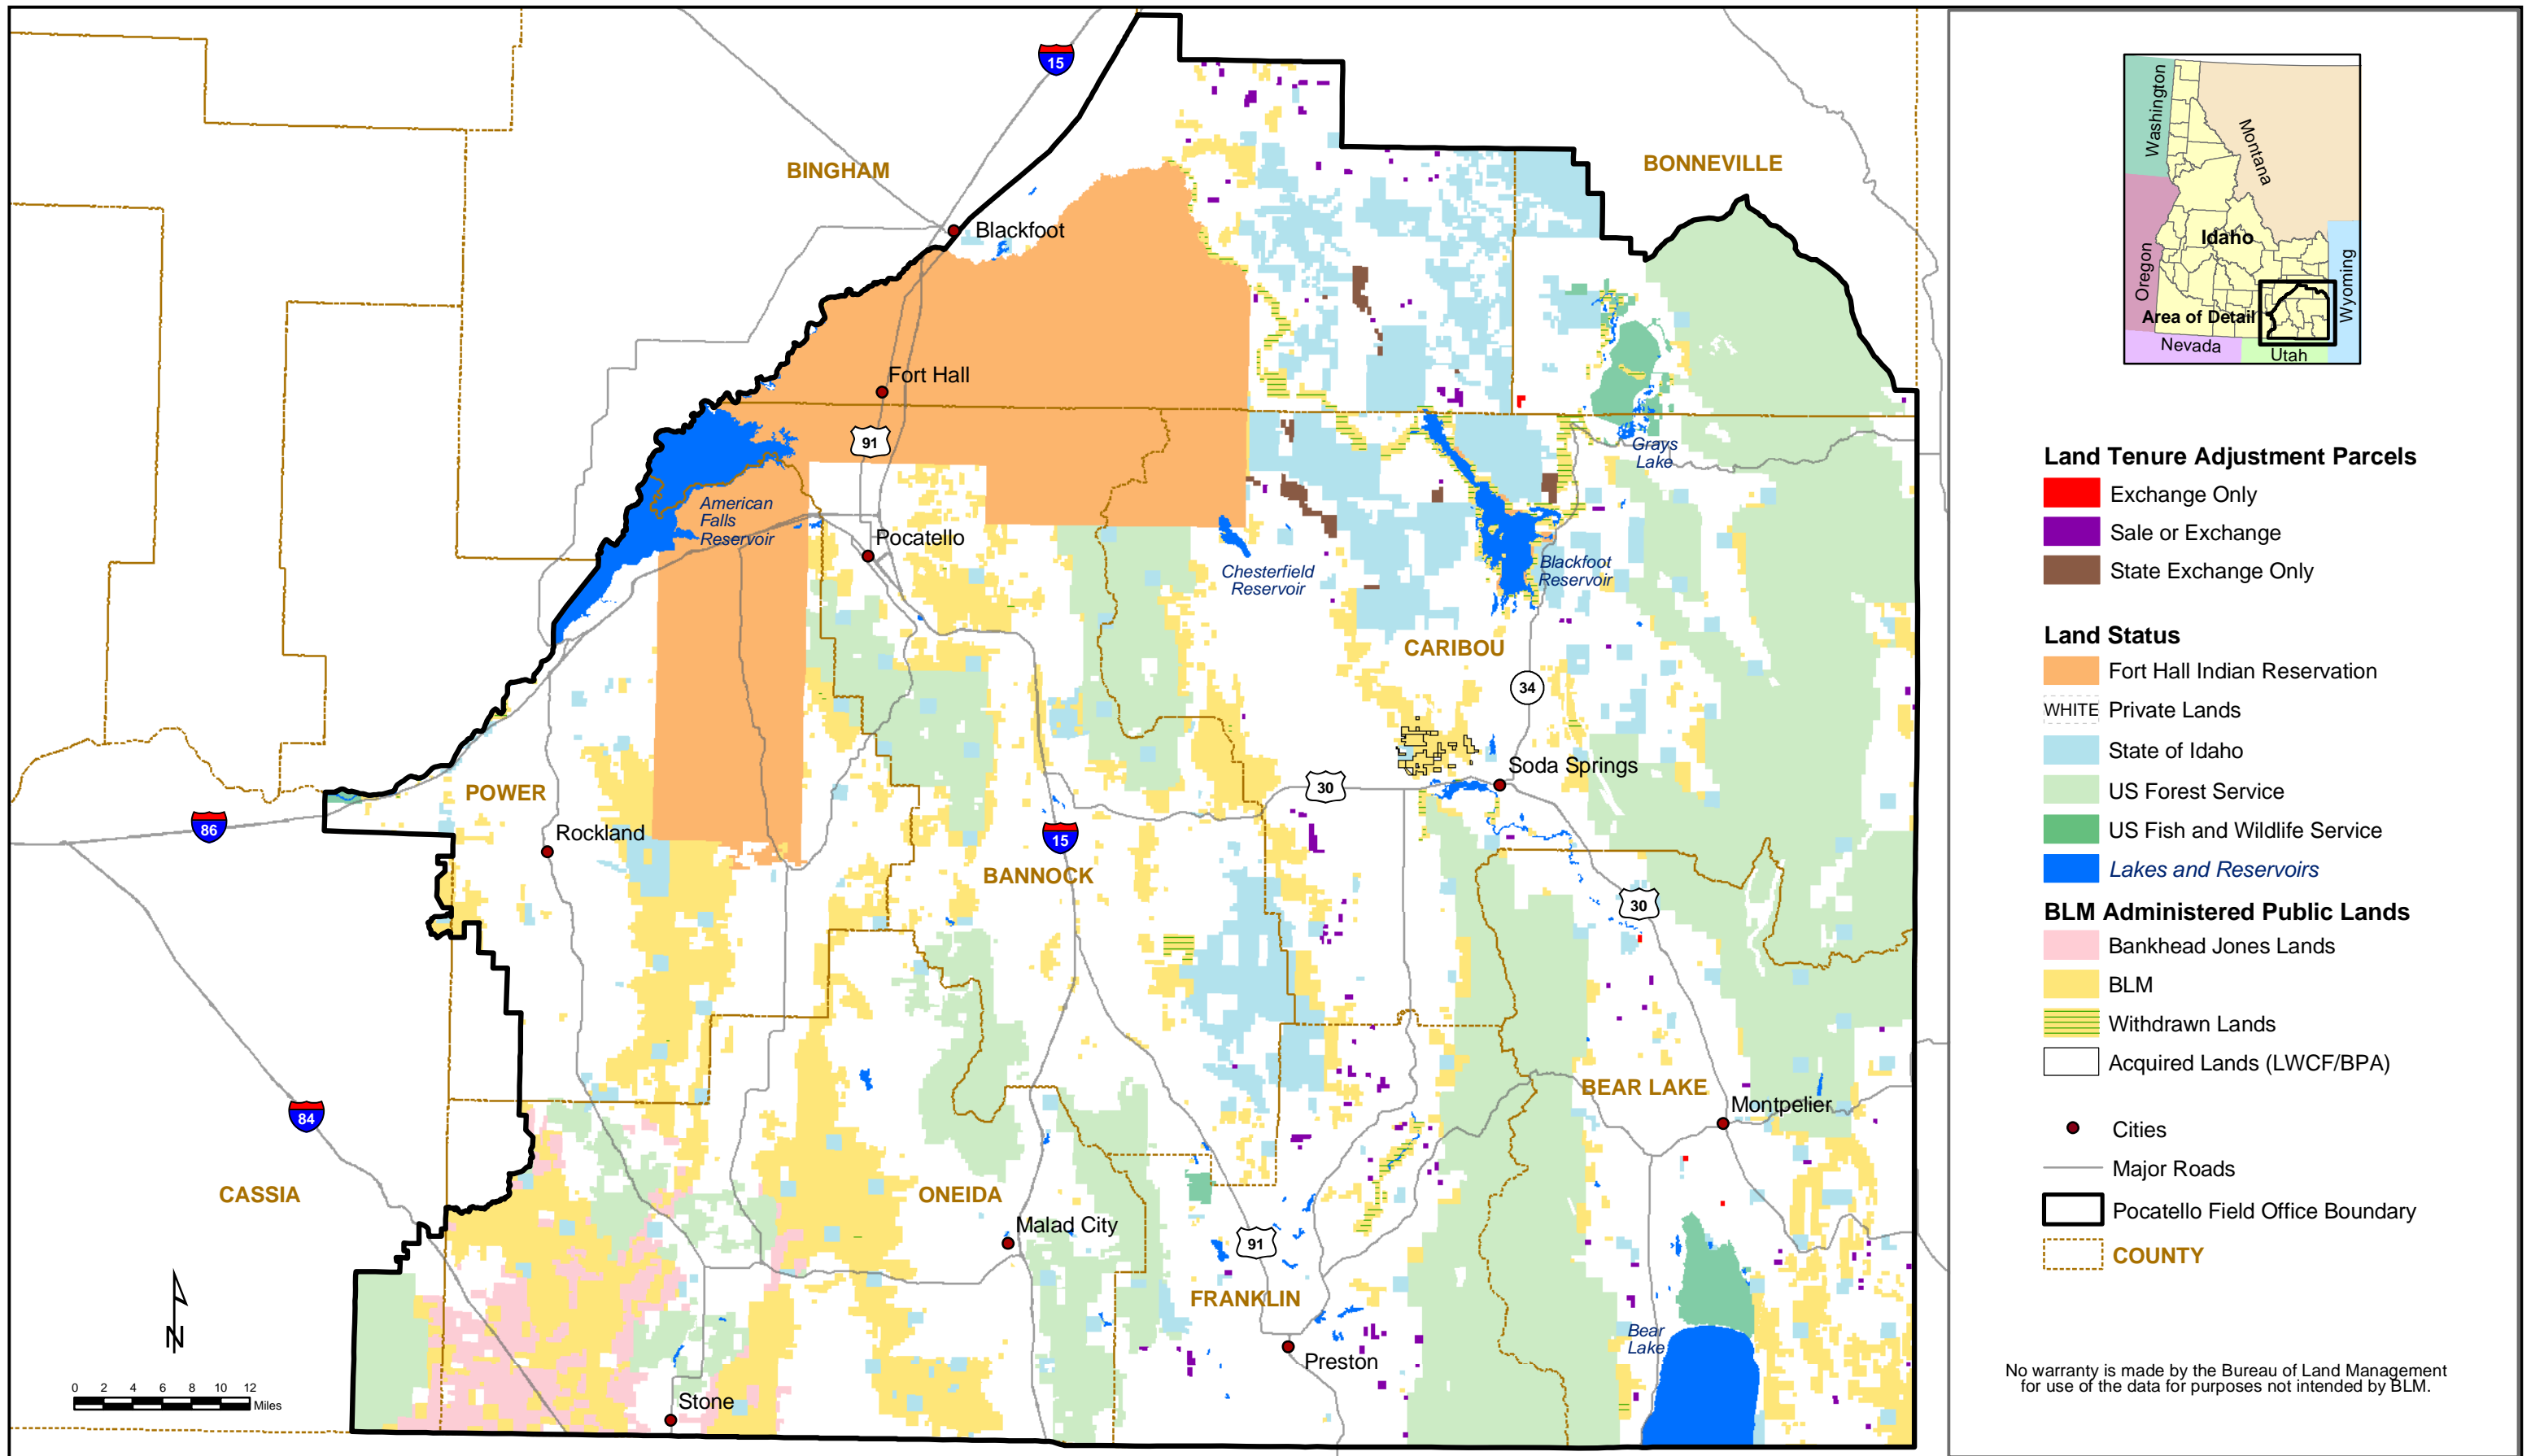 15
BINGHAM
BONNEVILLE
Blackfoot
Fort Hall
91
American
Falls
Reservoir
Pocatello
Grays
Lake
Chesterfield
Reservoir
Blackfoot
Reservoir
CARIBOU
34
Soda Springs
30
POWER
86
Rockland
15
BANNOCK
30
84
BEAR LAKE
Montpelier
CASSIA
ONEIDA
Malad City
91
FRANKLIN
Bear
Lake
Preston
Stone
N
0 2 4 6 8 10 12
Miles
Washington
Montana
Idaho
Oregon
Wyoming
Area of Detail
Nevada
Utah
Land Tenure Adjustment Parcels
Exchange Only
Sale or Exchange
State Exchange Only
Land Status
Fort Hall Indian Reservation
WHITE Private Lands
State of Idaho
US Forest Service
US Fish and Wildlife Service
Lakes and Reservoirs
BLM Administered Public Lands
Bankhead Jones Lands
BLM
Withdrawn Lands
Acquired Lands (LWCF/BPA)
Cities
Major Roads
Pocatello Field Office Boundary
COUNTY
No warranty is made by the Bureau of Land Management
for use of the data for purposes not intended by BLM.